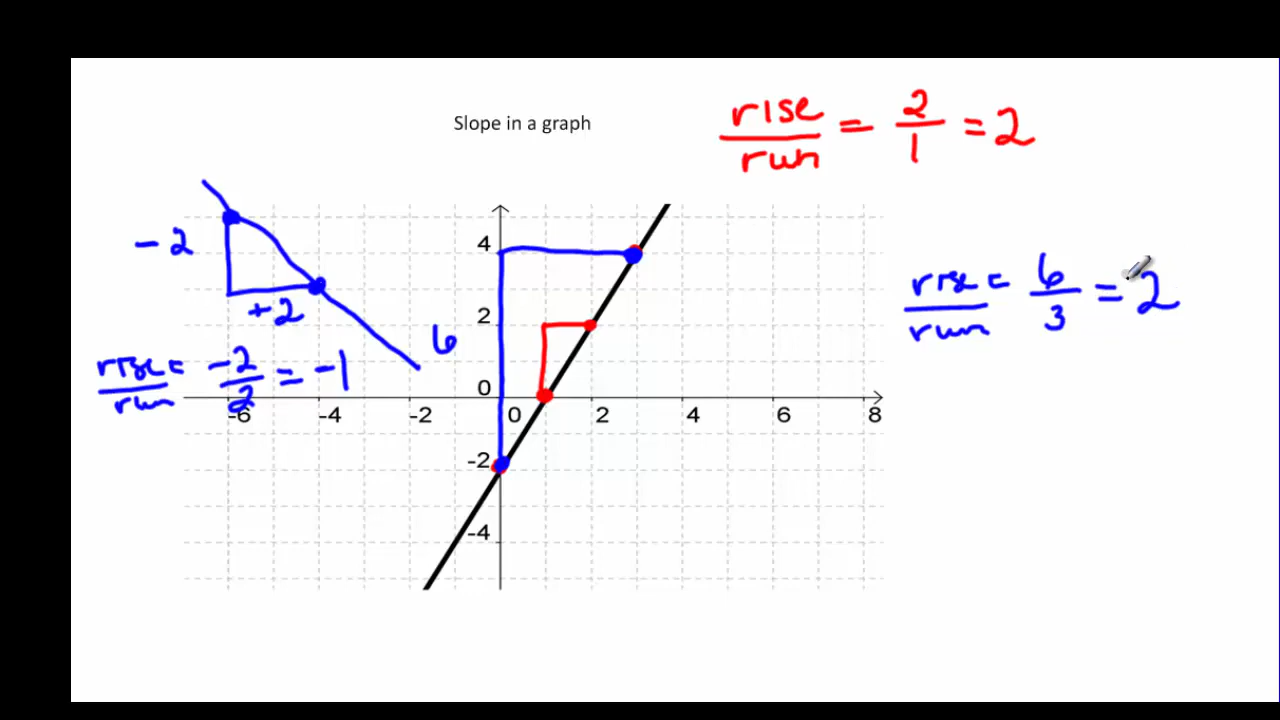 Slope in a graph
rise/run = 2/1 = 2
-2
+2
rise/run = -2/2 = -1
6
rise/run = 6/3 = 2
4
2
0
-2
-4
-6 -4 -2 0 2 4 6 8